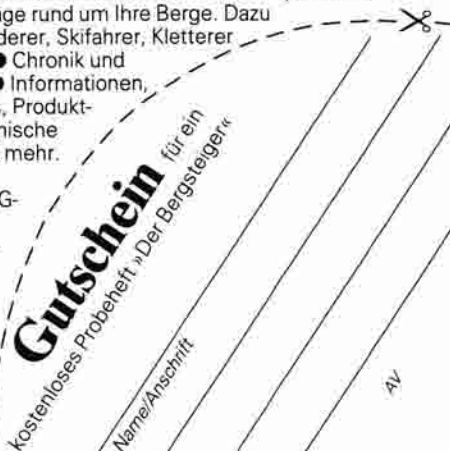 äge rund um Ihre Berge. Dazu
derer, Skifahrer, Kletterer
● Chronik und
● Informationen,
, Produkt-
nische
mehr.
G-
Gutschein für ein
kostenloses Probeheft »Der Bergsteiger«
Name/Anschrift
AV